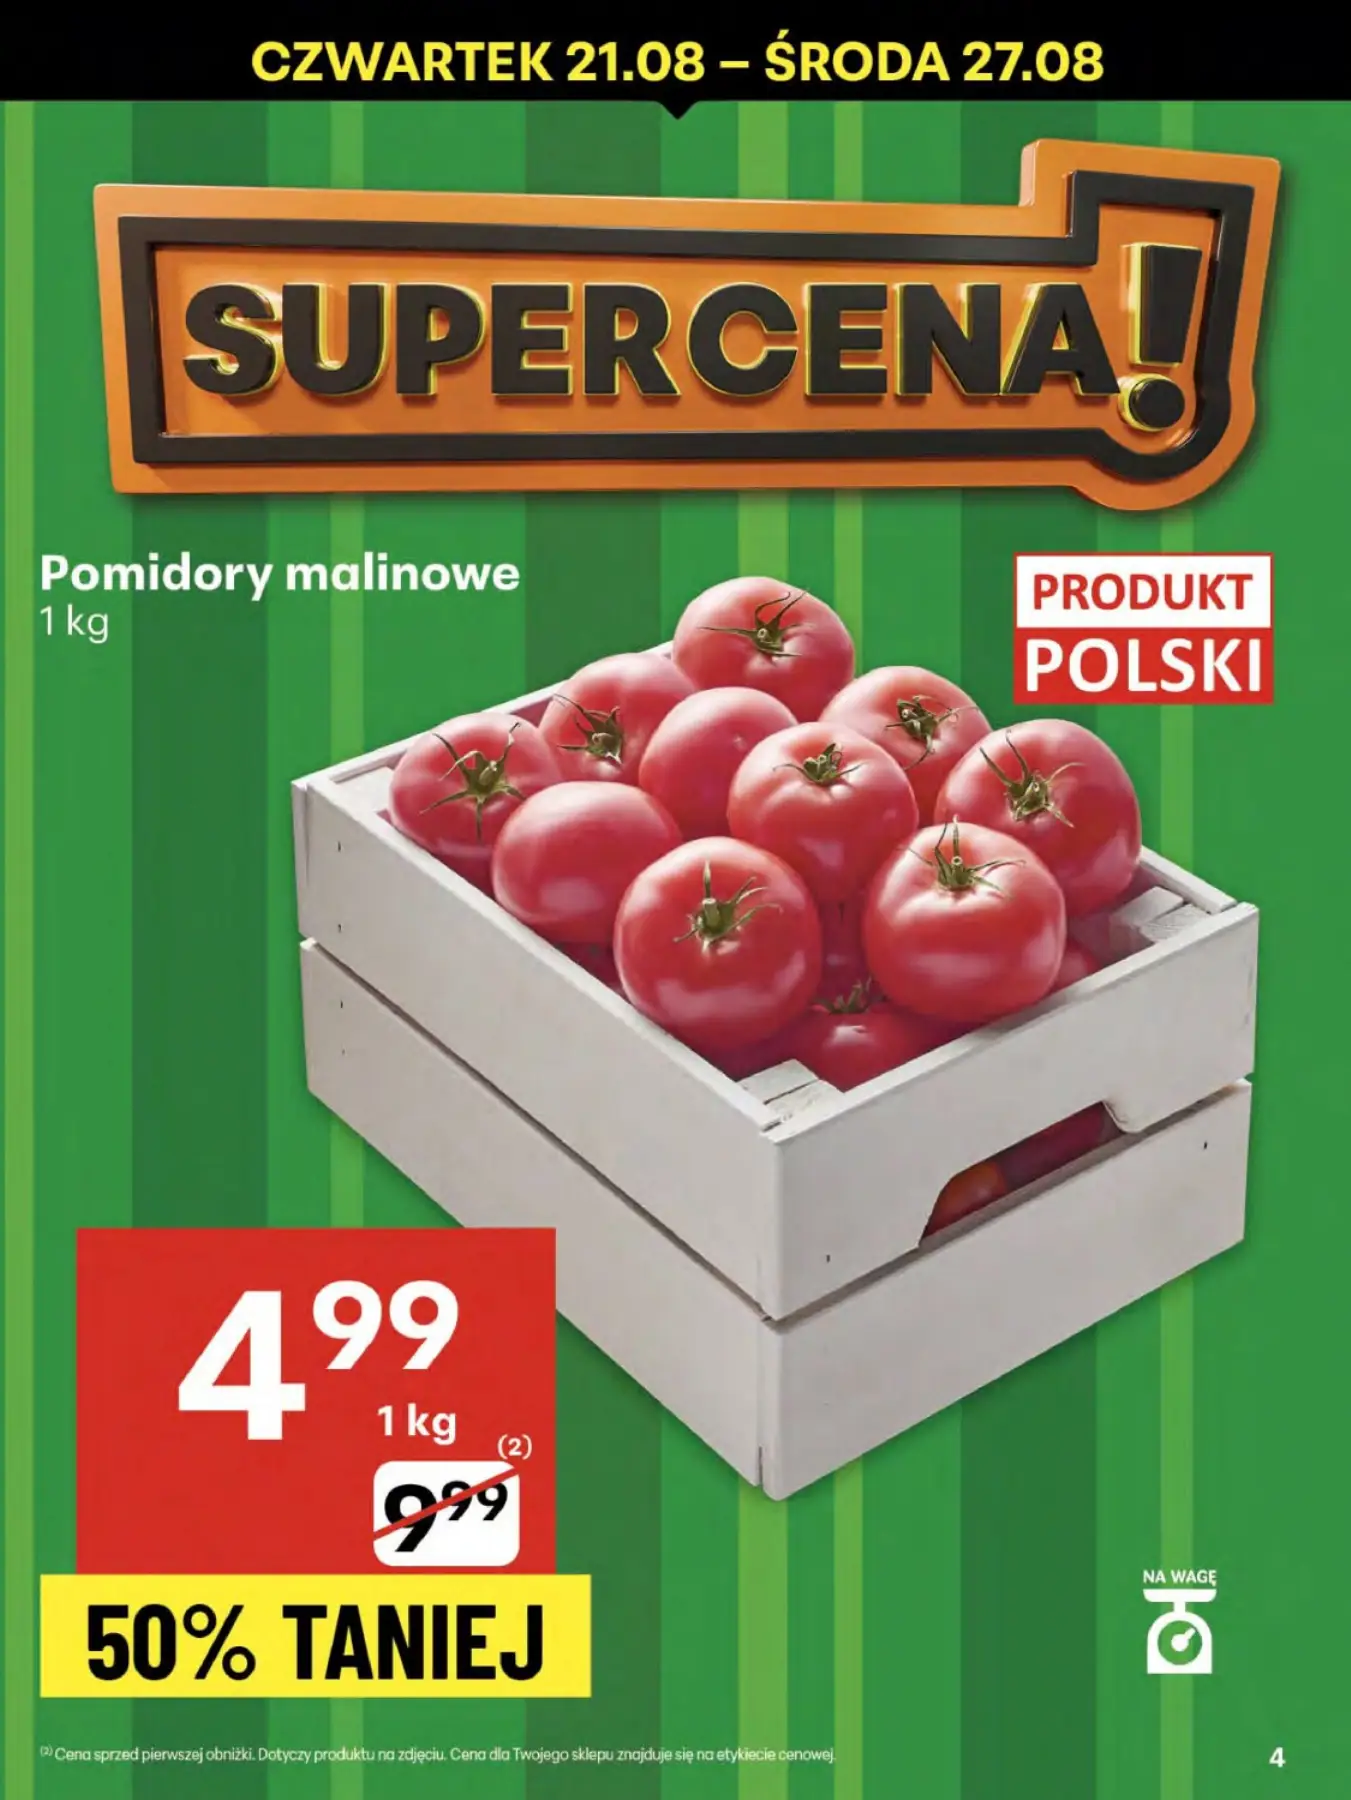 CZWARTEK 21.08 – ŚRODA 27.08
SUPERCENA!
Pomidory malinowe
1 kg
PRODUKT
POLSKI
4 99
1 kg
(2)
9 99
50% TANIEJ
NA WAGĘ
(2) Cena sprzed pierwszej obniżki. Dotyczy produktu na zdjęciu. Cena dla Twojego sklepu znajduje się na etykiecie cenowej.
4